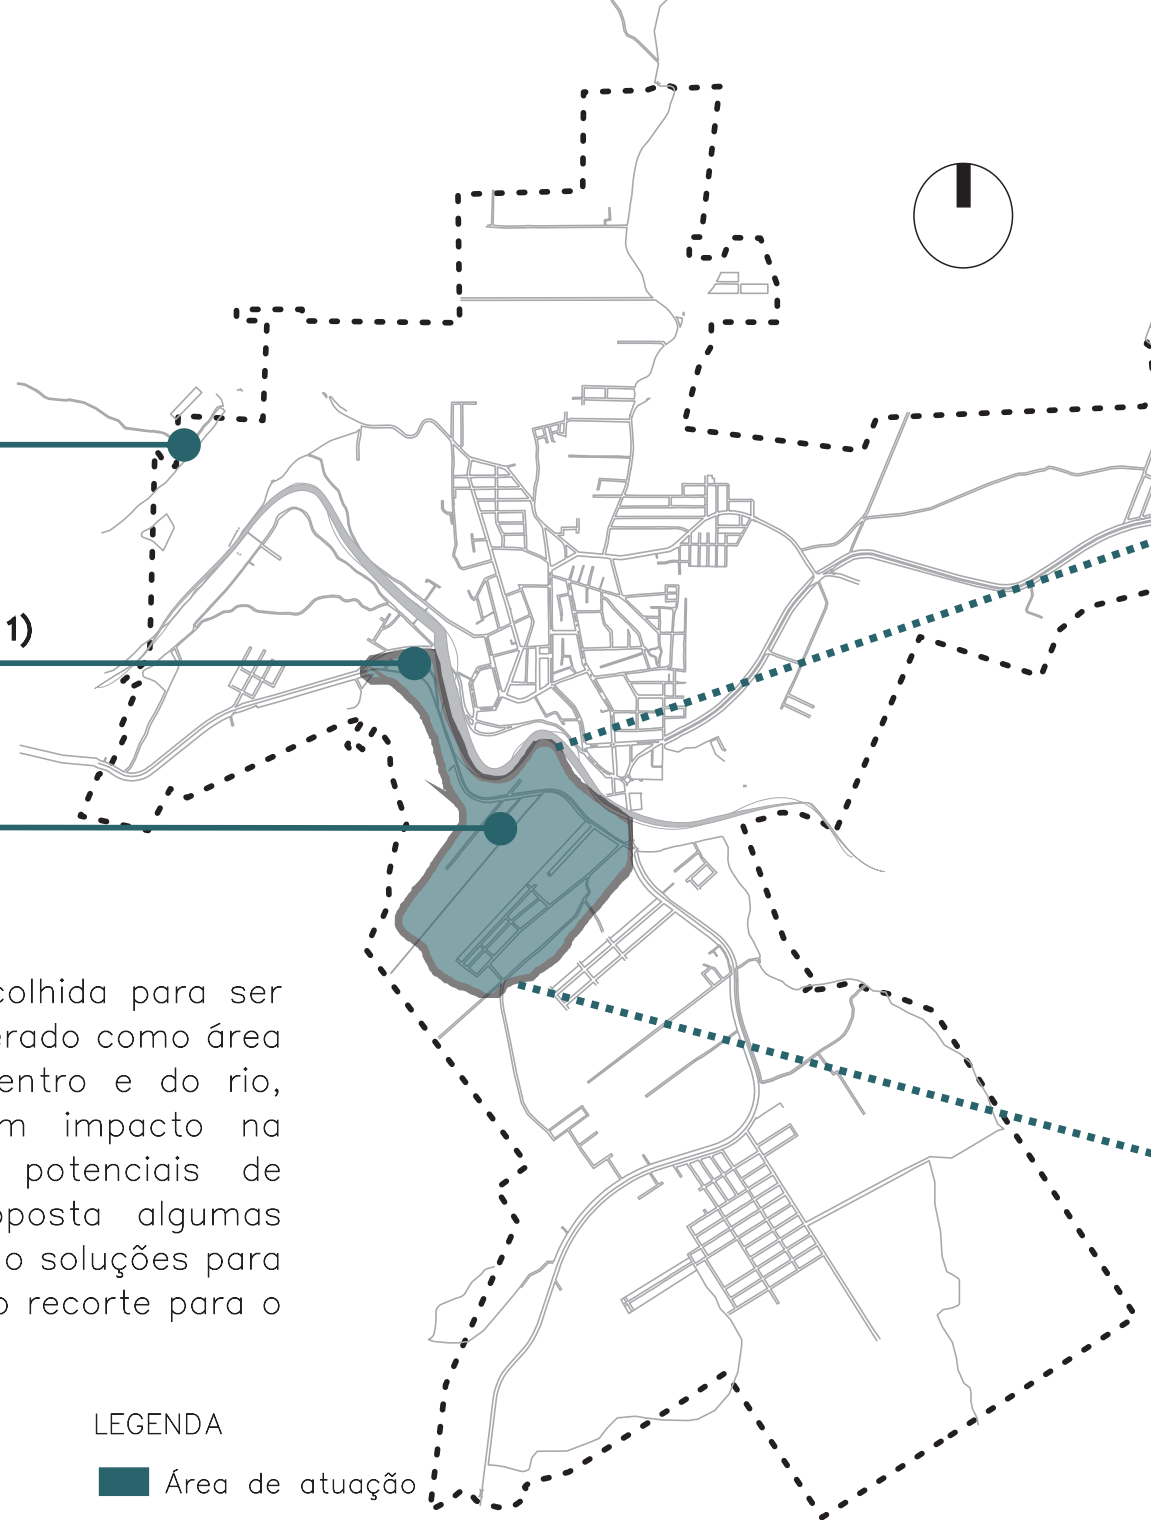 1)
colhida para ser
erado como área
entro e do rio,
m impacto na
potenciais de
posta algumas
o soluções para
o recorte para o
LEGENDA
Área de atuação